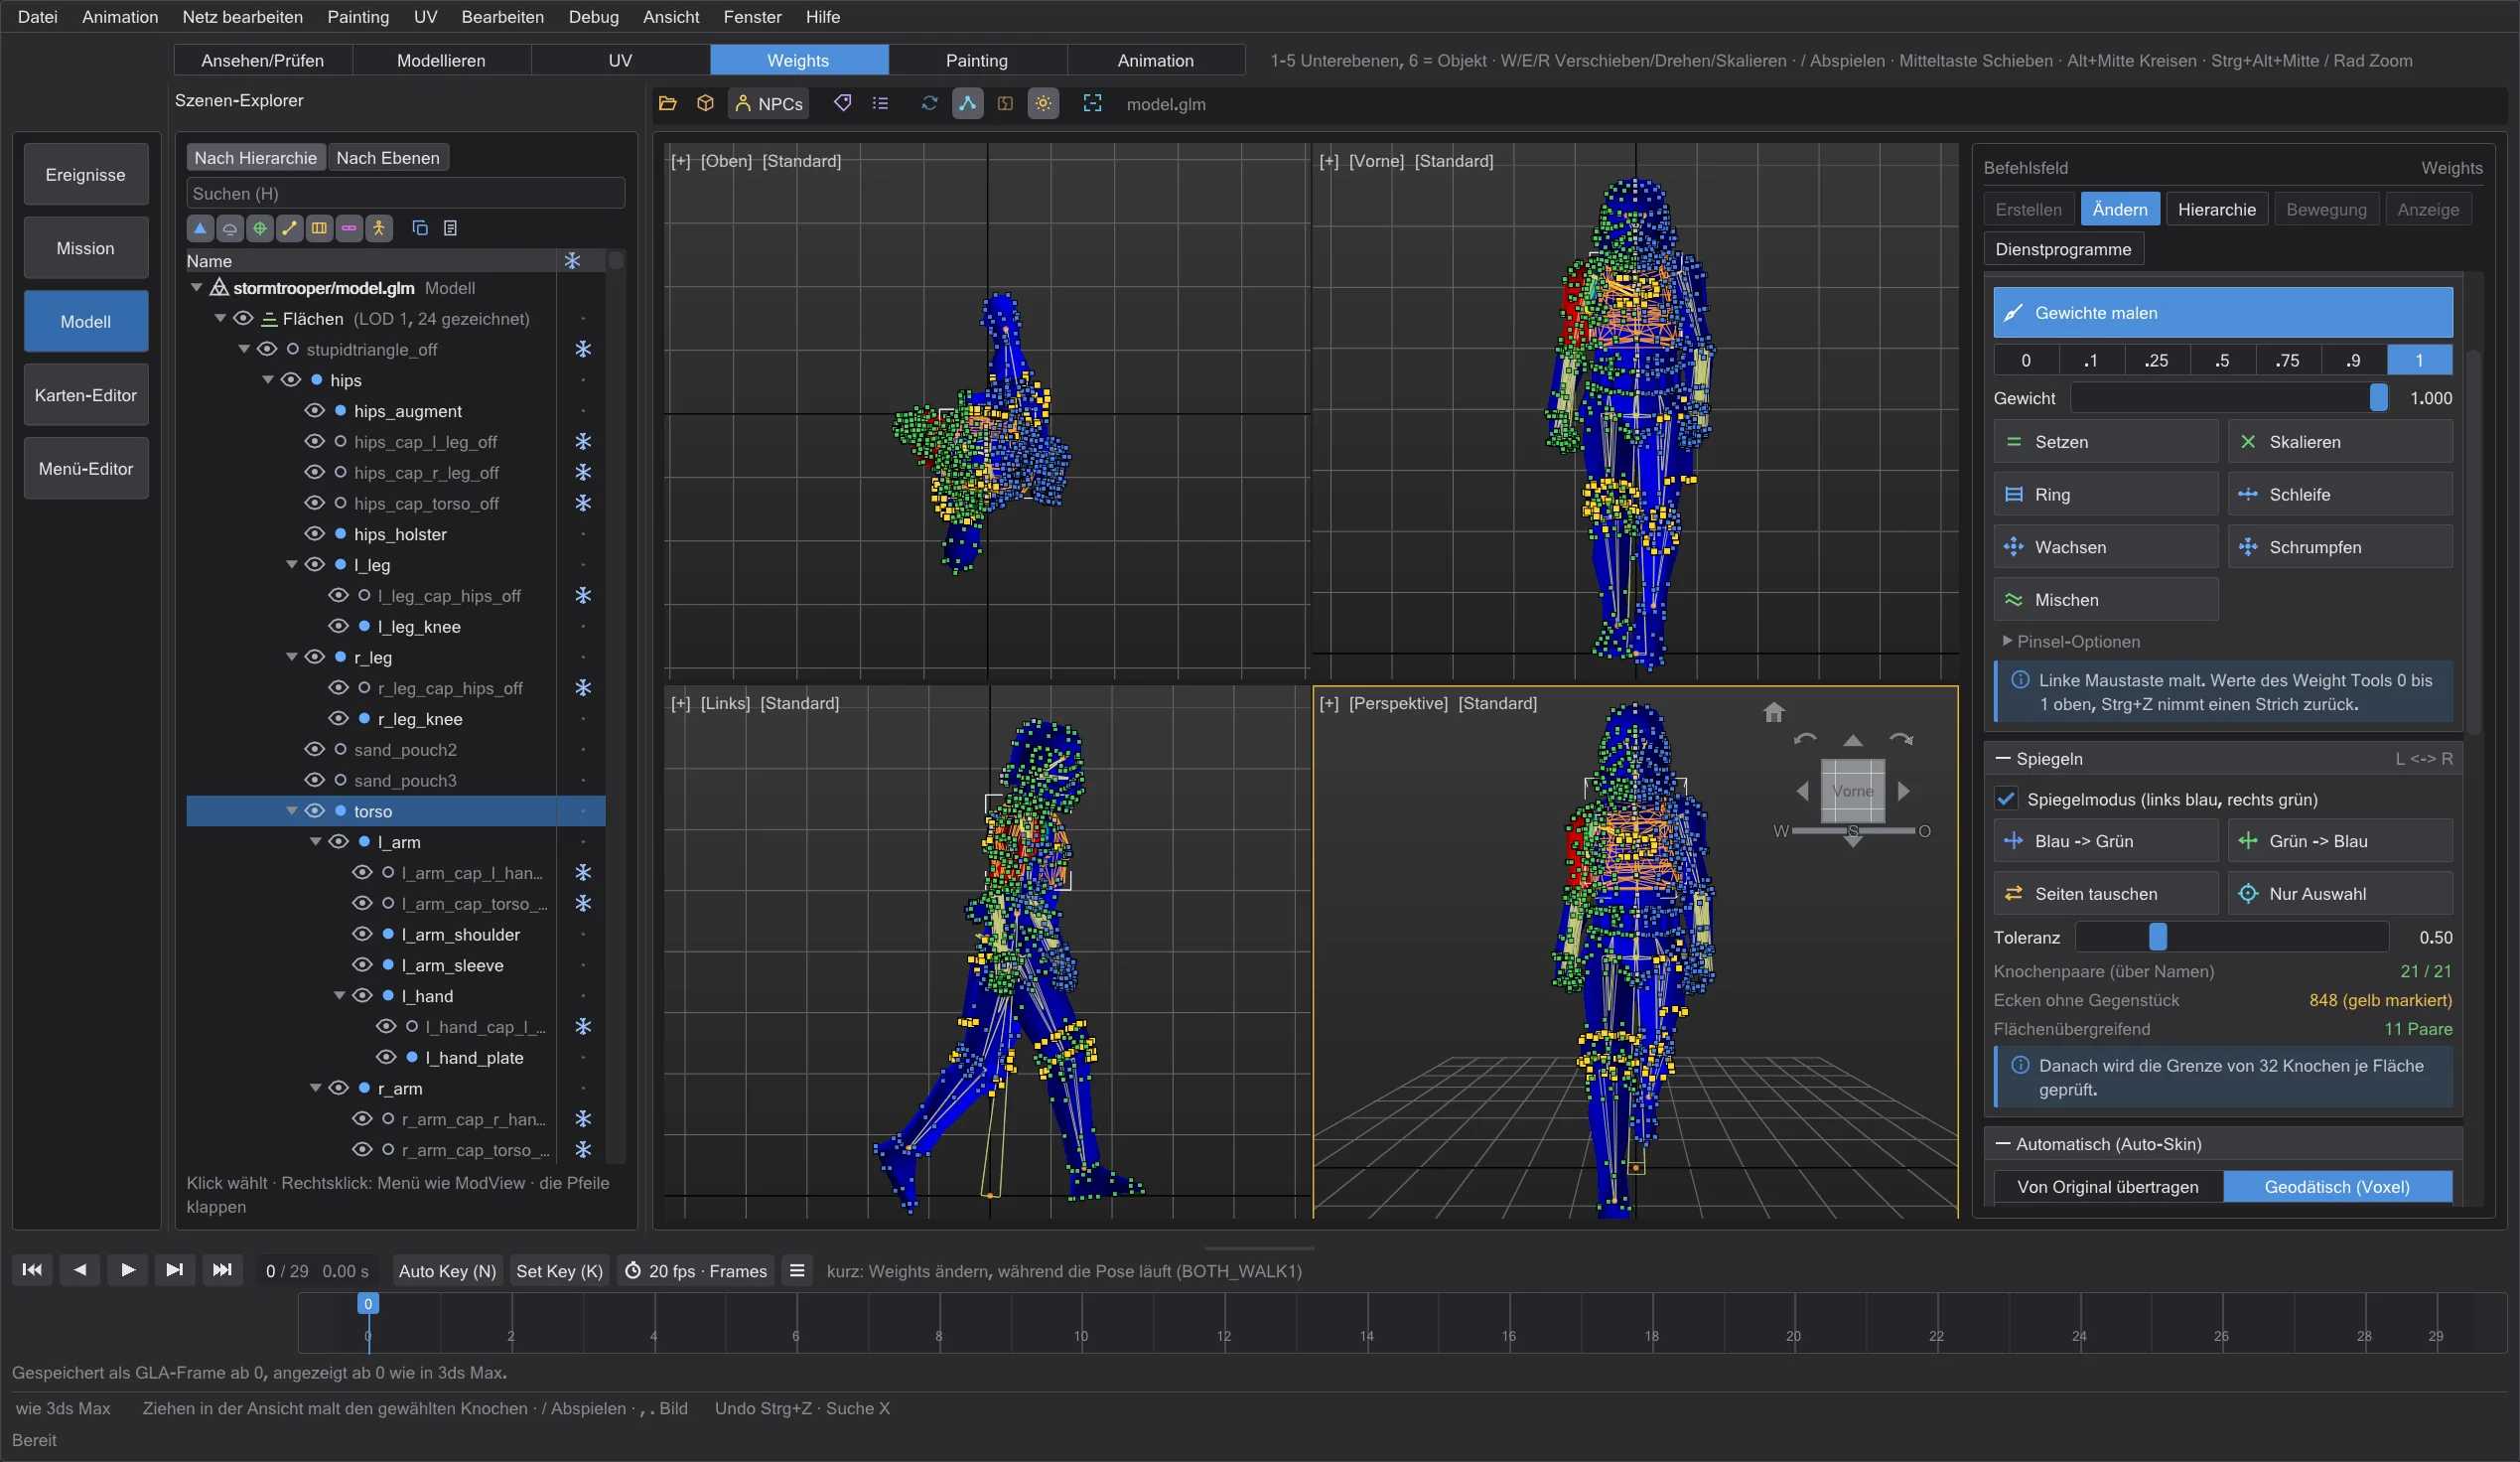 Datei Animation Netz bearbeiten Painting UV Bearbeiten Debug Ansicht Fenster Hilfe
Ansehen/Prüfen Modellieren UV Weights Painting Animation 1-5 Unterebenen, 6 = Objekt · W/E/R Verschieben/Drehen/Skalieren · / Abspielen · Mitteltaste Schieben · Alt+Mitte Kreisen · Strg+Alt+Mitte / Rad Zoom
Ereignisse
Mission
Modell
Karten-Editor
Menü-Editor
Szenen-Explorer
Nach Hierarchie Nach Ebenen
Suchen (H)
Name
stormtrooper/model.glm Modell
Flächen (LOD 1, 24 gezeichnet)
stupidtriangle_off
hips
hips_augment
hips_cap_l_leg_off
hips_cap_r_leg_off
hips_cap_torso_off
hips_holster
l_leg
l_leg_cap_hips_off
l_leg_knee
r_leg
r_leg_cap_hips_off
r_leg_knee
sand_pouch2
sand_pouch3
torso
l_arm
l_arm_cap_l_han...
l_arm_cap_torso_...
l_arm_shoulder
l_arm_sleeve
l_hand
l_hand_cap_l_...
l_hand_plate
r_arm
r_arm_cap_r_han...
r_arm_cap_torso_...
Klick wählt · Rechtsklick: Menü wie ModView · die Pfeile
klappen
NPCs model.glm
[+] [Oben] [Standard]
[+] [Vorne] [Standard]
[+] [Links] [Standard]
[+] [Perspektive] [Standard]
Vorne
W S O
Befehlsfeld Weights
Erstellen Ändern Hierarchie Bewegung Anzeige
Dienstprogramme
Gewichte malen
0 .1 .25 .5 .75 .9 1
Gewicht 1.000
Setzen Skalieren
Ring Schleife
Wachsen Schrumpfen
Mischen
Pinsel-Optionen
Linke Maustaste malt. Werte des Weight Tools 0 bis
1 oben, Strg+Z nimmt einen Strich zurück.
Spiegeln L <-> R
Spiegelmodus (links blau, rechts grün)
Blau -> Grün Grün -> Blau
Seiten tauschen Nur Auswahl
Toleranz 0.50
Knochenpaare (über Namen) 21 / 21
Ecken ohne Gegenstück 848 (gelb markiert)
Flächenübergreifend 11 Paare
Danach wird die Grenze von 32 Knochen je Fläche
geprüft.
Automatisch (Auto-Skin)
Von Original übertragen Geodätisch (Voxel)
0 / 29 0.00 s Auto Key (N) Set Key (K) 20 fps · Frames kurz: Weights ändern, während die Pose läuft (BOTH_WALK1)
0
0 2 4 6 8 10 12 14 16 18 20 22 24 26 28 29
Gespeichert als GLA-Frame ab 0, angezeigt ab 0 wie in 3ds Max.
wie 3ds Max Ziehen in der Ansicht malt den gewählten Knochen · / Abspielen · , . Bild Undo Strg+Z · Suche X
Bereit